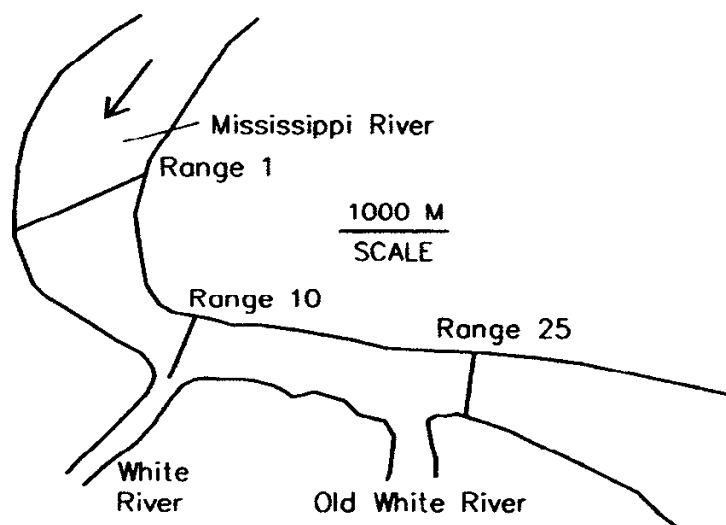 Mississippi River
Range 1
1000 M
SCALE
Range 10
Range 25
White
River
Old White River